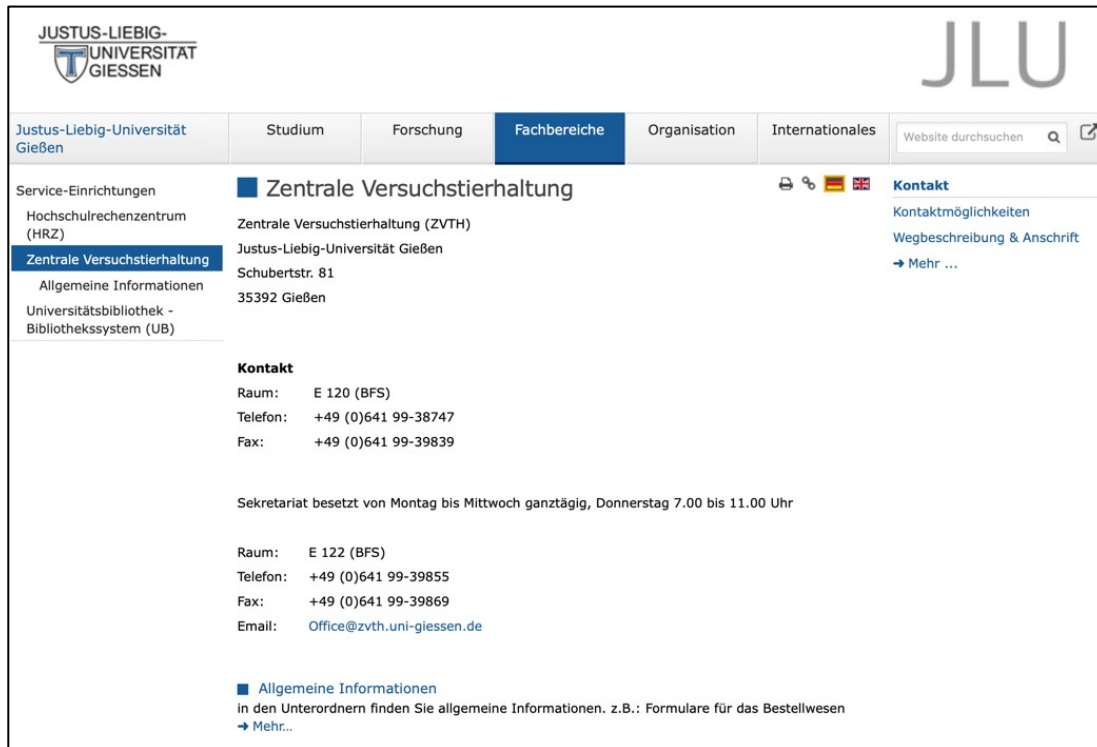 JUSTUS-LIEBIG-
UNIVERSITÄT
GIESSEN
JLU
Justus-Liebig-Universität
Gießen
Studium
Forschung
Fachbereiche
Organisation
Internationales
Website durchsuchen
Service-Einrichtungen
Hochschulrechenzentrum
(HRZ)
Zentrale Versuchstierhaltung
Allgemeine Informationen
Universitätsbibliothek -
Bibliothekssystem (UB)
Zentrale Versuchstierhaltung
Zentrale Versuchstierhaltung (ZVTH)
Justus-Liebig-Universität Gießen
Schubertstr. 81
35392 Gießen
Kontakt
Raum: E 120 (BFS)
Telefon: +49 (0)641 99-38747
Fax: +49 (0)641 99-39839
Sekretariat besetzt von Montag bis Mittwoch ganztägig, Donnerstag 7.00 bis 11.00 Uhr
Raum: E 122 (BFS)
Telefon: +49 (0)641 99-39855
Fax: +49 (0)641 99-39869
Email: Office@zvth.uni-giessen.de
Allgemeine Informationen
in den Unterordnern finden Sie allgemeine Informationen. z.B.: Formulare für das Bestellwesen
➔ Mehr...
Kontakt
Kontaktmöglichkeiten
Wegbeschreibung & Anschrift
➔ Mehr ...